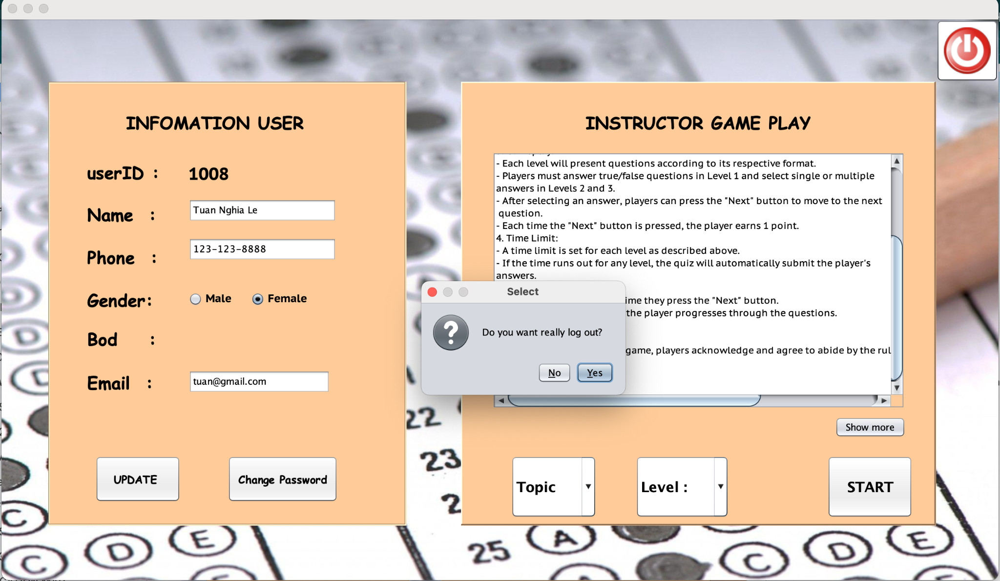 INFOMATION USER
userID :
1008
Name :
Tuan Nghia Le
Phone :
123-123-8888
Gender:
Male
Female
Bod :
Email :
tuan@gmail.com
UPDATE
Change Password
INSTRUCTOR GAME PLAY
- Each level will present questions according to its respective format.
- Players must answer true/false questions in Level 1 and select single or multiple
answers in Levels 2 and 3.
- After selecting an answer, players can press the "Next" button to move to the next
question.
- Each time the "Next" button is pressed, the player earns 1 point.
4. Time Limit:
- A time limit is set for each level as described above.
- If the time runs out for any level, the quiz will automatically submit the player's
answers.
they press the "Next" button.
the player progresses through the questions.
game, players acknowledge and agree to abide by the
Select
Do you want really log out?
No
Yes
Show more
Topic
Level :
START
D
D
22
23
C
C
D
E
25
A
C
D
E